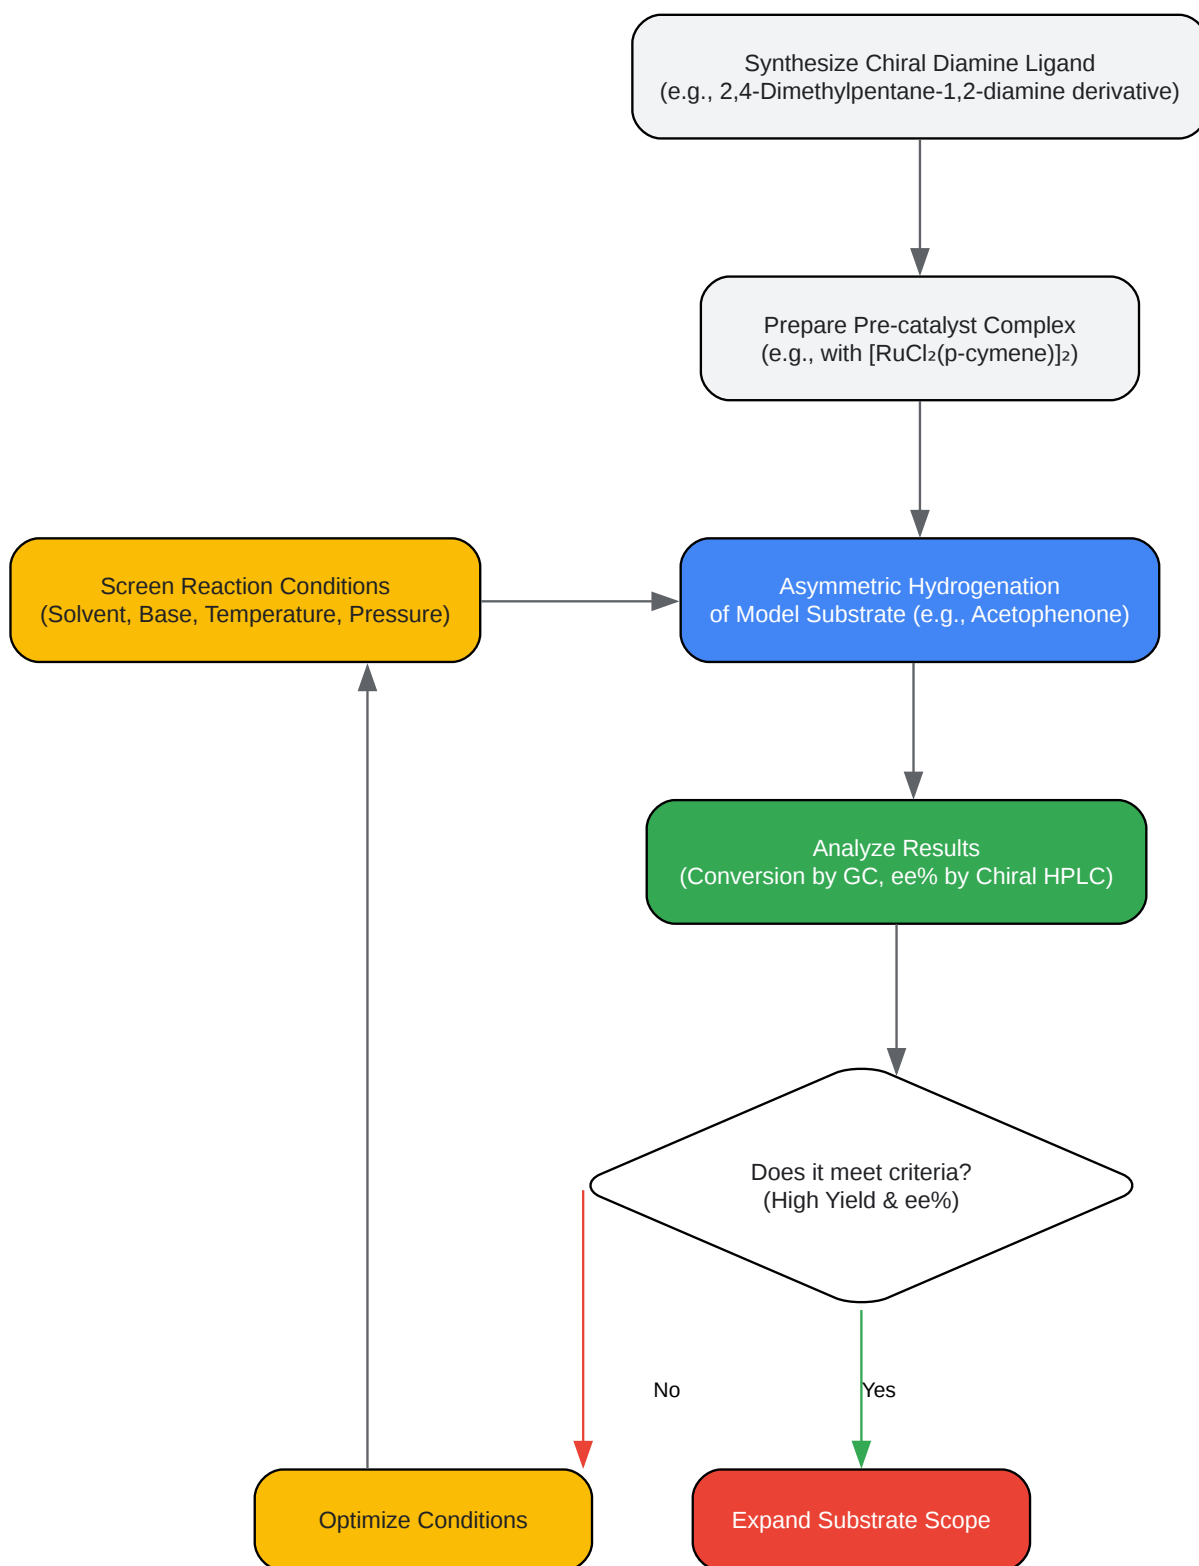 Synthesize Chiral Diamine Ligand
(e.g., 2,4-Dimethylpentane-1,2-diamine derivative)
Prepare Pre-catalyst Complex
(e.g., with [RuCl₂(p-cymene)]₂)
Screen Reaction Conditions
(Solvent, Base, Temperature, Pressure)
Asymmetric Hydrogenation
of Model Substrate (e.g., Acetophenone)
Analyze Results
(Conversion by GC, ee% by Chiral HPLC)
Does it meet criteria?
(High Yield & ee%)
No
Yes
Optimize Conditions
Expand Substrate Scope